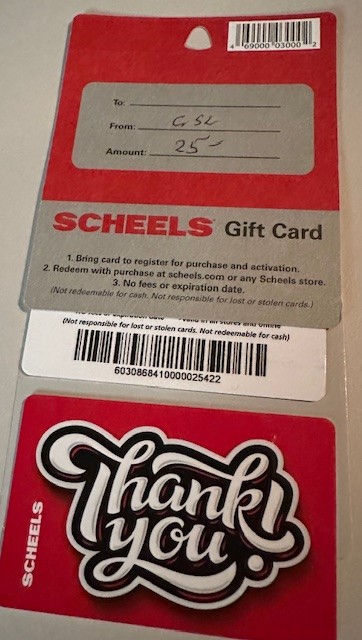 4 69000 03000 2
To:
From: GSL
Amount: 25-
SCHEELS Gift Card
1. Bring card to register for purchase and activation.
2. Redeem with purchase at scheels.com or any Scheels store.
3. No fees or expiration date.
(Not redeemable for cash. Not responsible for lost or stolen cards.)
(Not responsible for lost or stolen cards. Not redeemable for cash)
6030868410000025422
Thank
you!
SCHEELS